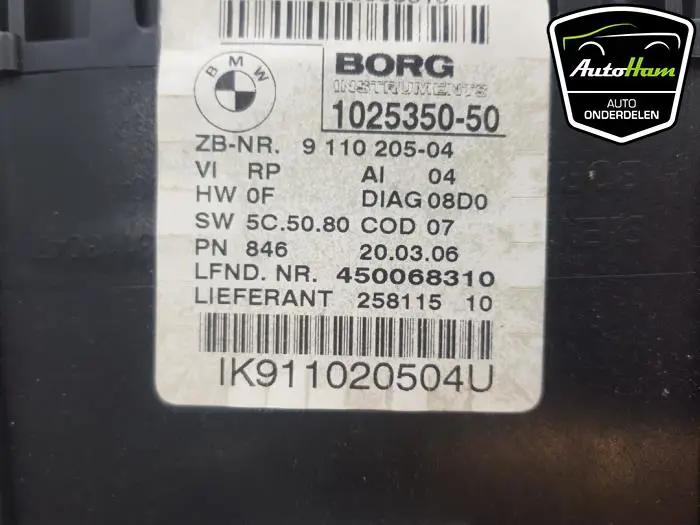 BMW
BORG
INSTRUMENTS
1025350-50
ZB-NR. 9 110 205-04
VI RP AI 04
HW 0F DIAG 08D0
SW 5C.50.80 COD 07
PN 846 20.03.06
LFND. NR. 450068310
LIEFERANT 258115 10
IK911020504U
AutoHam
AUTO
ONDERDELEN